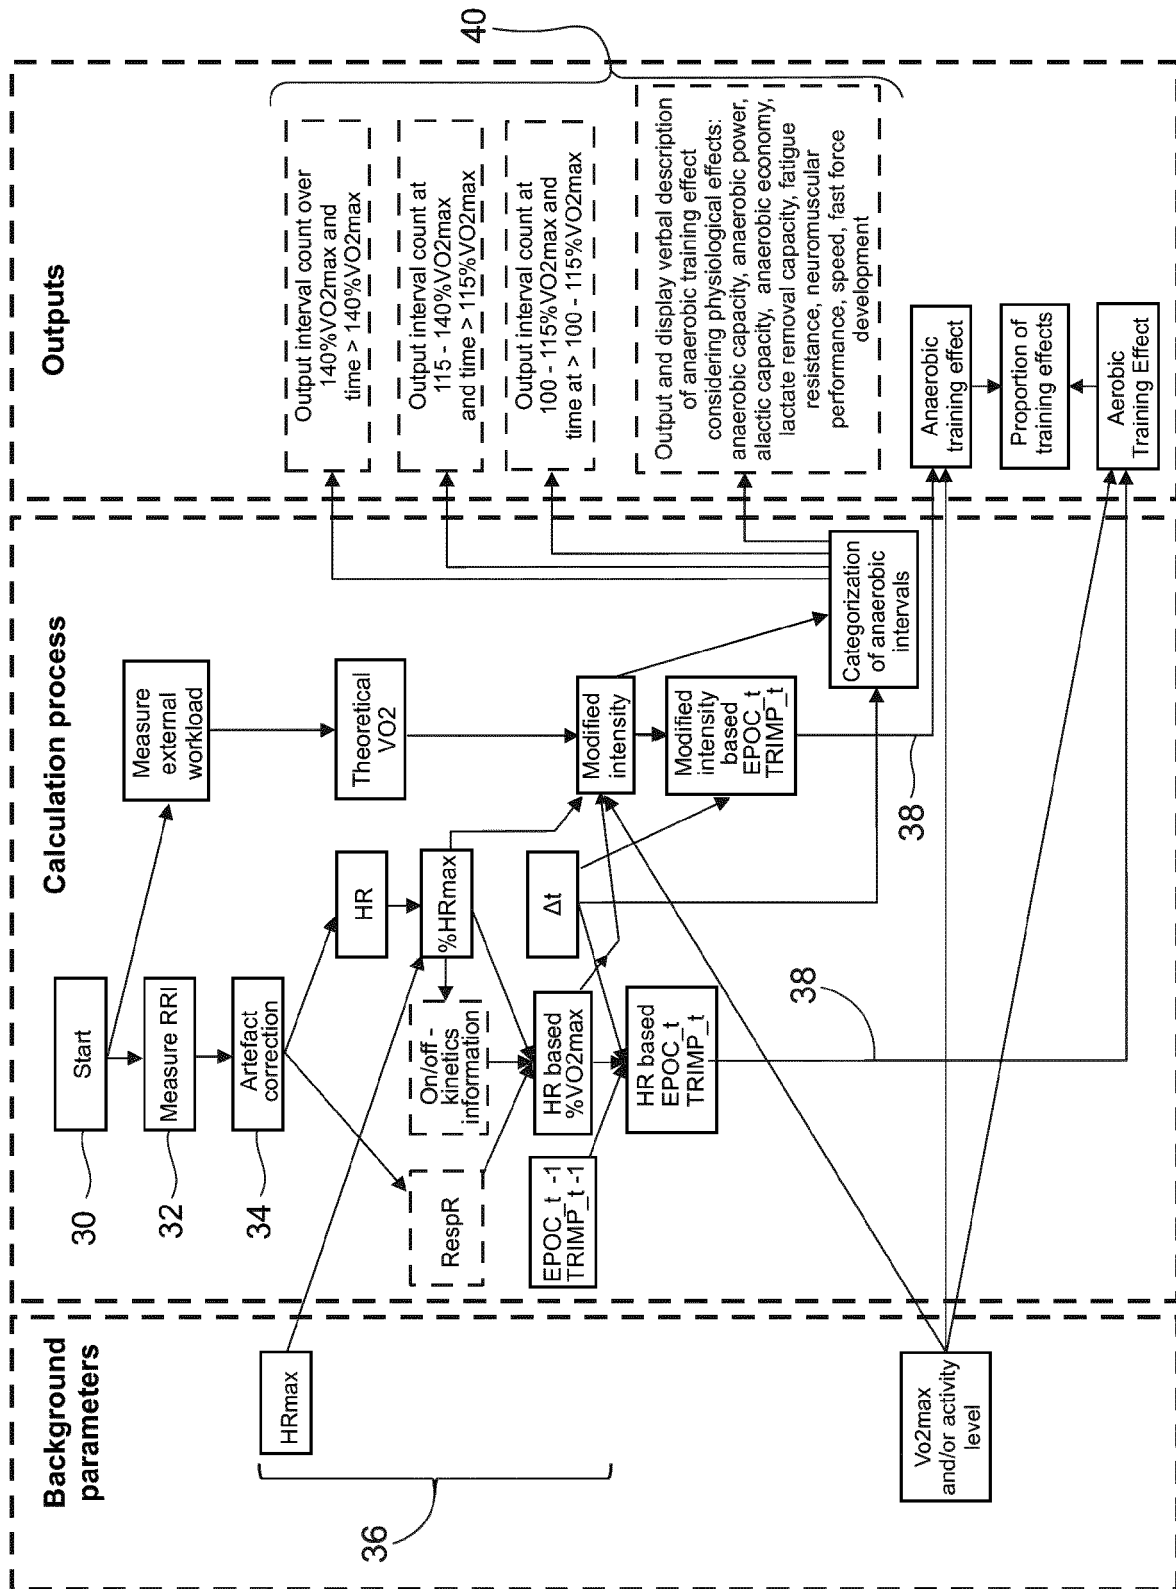 Background
parameters
HRmax
36
Vo2max
and/or activity
level
Calculation process
30
Start
32
Measure RRI
34
Artefact
correction
Measure
external
workload
HR
Theoretical
VO2
RespR
On/off -
kinetics
information
%HRmax
EPOC_t -1
TRIMP_t -1
HR based
%VO2max
Δt
Modified
intensity
HR based
EPOC_t
TRIMP_t
Modified
intensity
based
EPOC_t
TRIMP_t
Categorization
of anaerobic
intervals
38
38
Outputs
40
Output interval count over
140%VO2max and
time > 140%VO2max
Output interval count at
115 - 140%VO2max
and time > 115%VO2max
Output interval count at
100 - 115%VO2max and
time at > 100 - 115%VO2max
Output and display verbal description
of anaerobic training effect
considering physiological effects:
anaerobic capacity, anaerobic power,
alactic capacity, anaerobic economy,
lactate removal capacity, fatigue
resistance, neuromuscular
performance, speed, fast force
development
Anaerobic
training effect
Proportion of
training effects
Aerobic
Training Effect